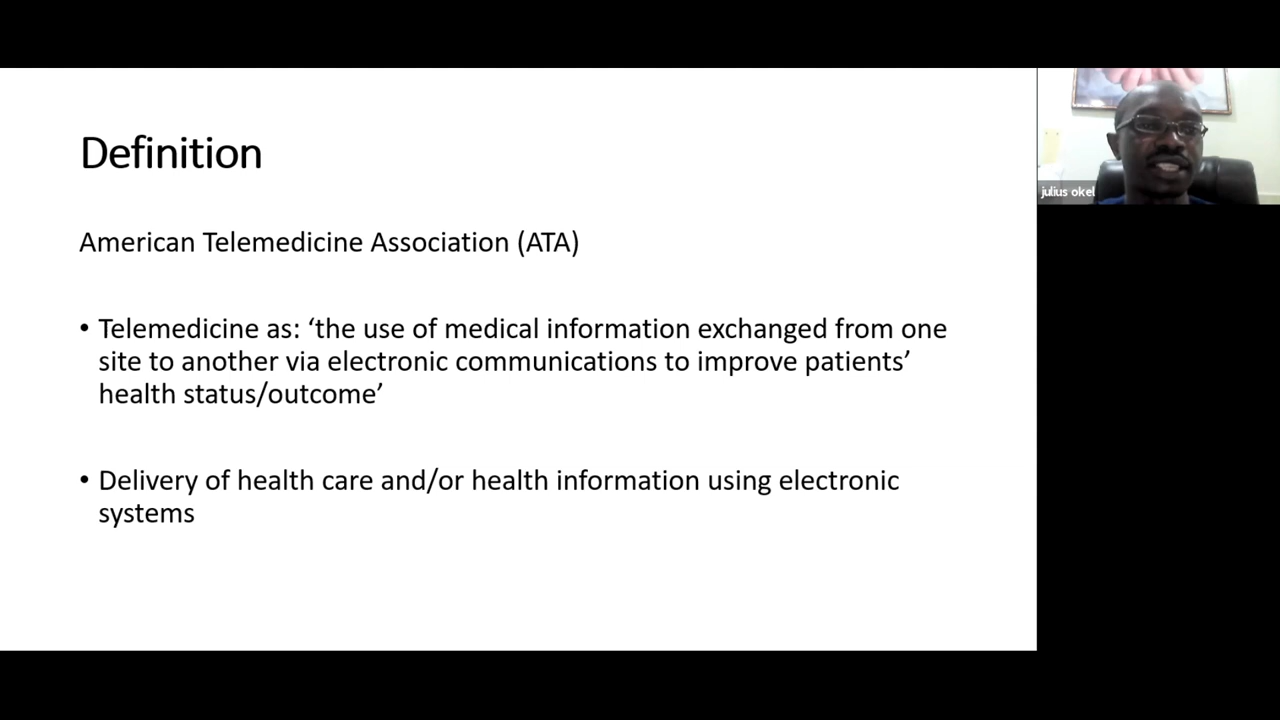 Definition
American Telemedicine Association (ATA)
• Telemedicine as: ‘the use of medical information exchanged from one
site to another via electronic communications to improve patients’
health status/outcome’
• Delivery of health care and/or health information using electronic
systems
julius okel